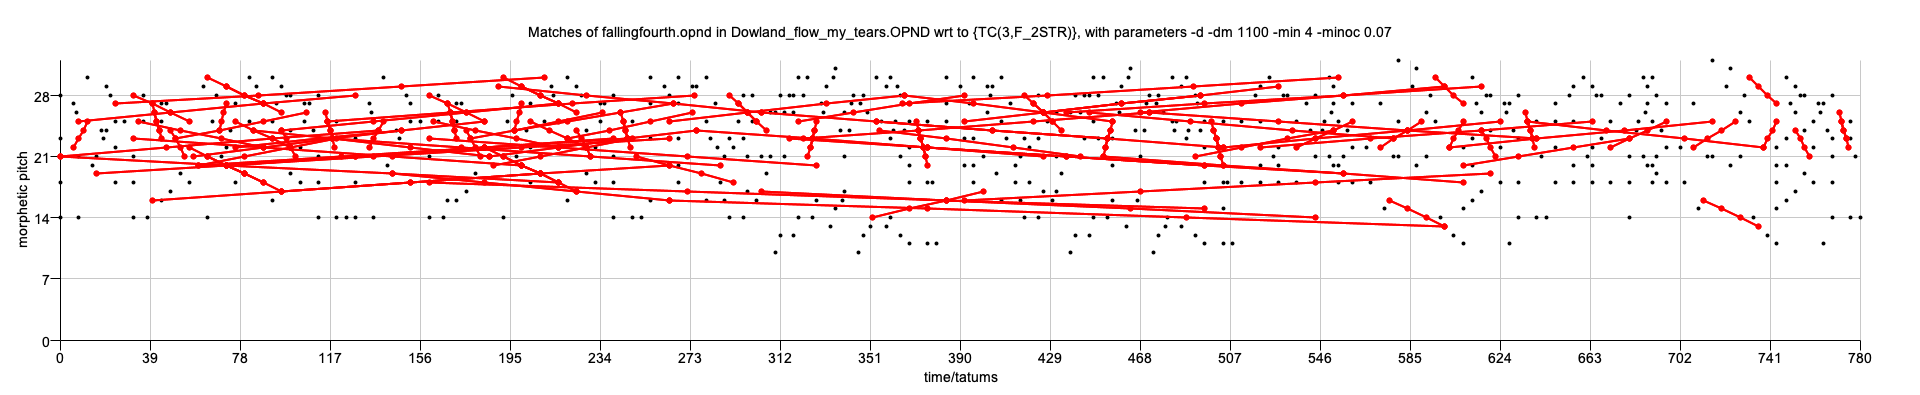 Matches of fallingfourth.opnd in Dowland_flow_my_tears.OPND wrt to {TC(3,F_2STR)}, with parameters -d -dm 1100 -min 4 -minoc 0.07
morphetic pitch
28
21
14
7
0
0 39 78 117 156 195 234 273 312 351 390 429 468 507 546 585 624 663 702 741 780
time/tatums